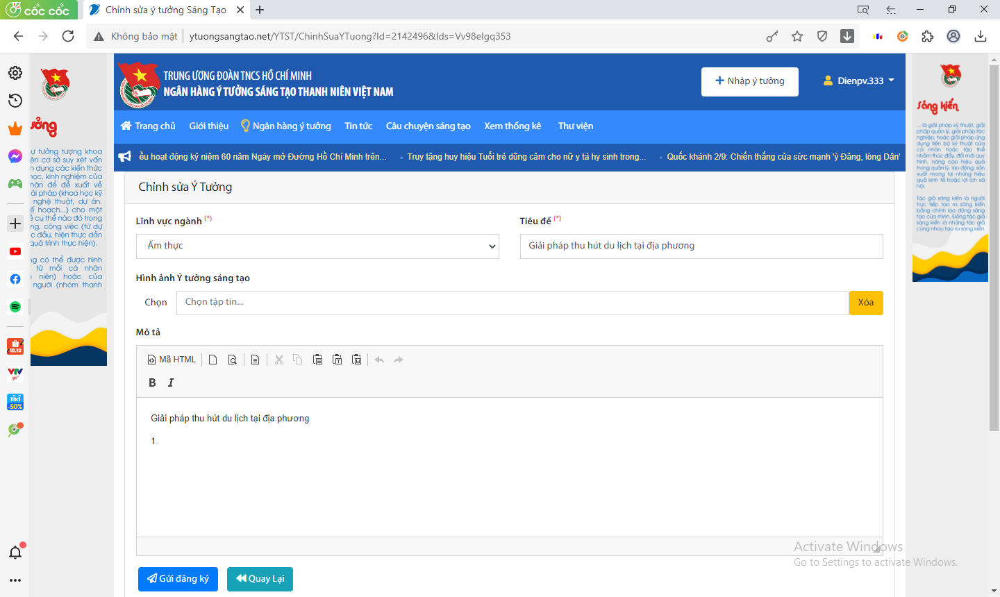 cốc cốc
Chỉnh sửa ý tưởng Sáng Tạo
Không bảo mật
ytuongsangtao.net/YTST/ChinhSuaYTuong?Id=2142496&Ids=Vv98eIgq353
TRUNG ƯƠNG ĐOÀN TNCS HỒ CHÍ MINH
NGÂN HÀNG Ý TƯỞNG SÁNG TẠO THANH NIÊN VIỆT NAM
Nhập ý tưởng
Dienpv.333
Trang chủ Giới thiệu Ngân hàng ý tưởng Tin tức Câu chuyện sáng tạo Xem thống kê Thư viện
ều hoạt động kỷ niệm 60 năm Ngày mở Đường Hồ Chí Minh trên... Truy tặng huy hiệu Tuổi trẻ dũng cảm cho nữ y tá hy sinh trong... Quốc khánh 2/9: Chiến thắng của sức mạnh 'ý Đảng, lòng Dân'
ưởng
ự tưởng tượng khoa
ên cơ sở suy xét vấn
n dụng các kiến thức
học, kinh nghiệm của
hân để đề xuất về
ải pháp (khoa học kỹ
nghệ thuật, dự án,
ế hoạch...) cho một
ề cụ thể nào đó trong
ng, công việc (từ dự
c đầu, hiện thực dần
quá trình thực hiện).
ng có thể được hình
từ mỗi cá nhân
niên) hoặc của
người (nhóm thanh
10.10
VTV
go
TIKI
-50%
Chỉnh sửa Ý Tưởng
Lĩnh vực ngành (*)
Tiêu đề (*)
Ẩm thực
Giải pháp thu hút du lịch tại địa phương
Hình ảnh Ý tưởng sáng tạo
Chọn
Chọn tập tin...
Xóa
Mô tả
Mã HTML
B I
Giải pháp thu hút du lịch tại địa phương
1.
Gửi đăng ký
Quay Lại
Sáng kiến
... là giải pháp kỹ thuật, giải
pháp quản lý, giải pháp tác
nghiệp, hoặc giải pháp ứng
dụng tiến bộ kỹ thuật của
cá nhân hoặc tập thể
nhằm thúc đẩy, đổi mới quy
trình, nâng cao hiệu quả
trong quản lý, lao động, sản
xuất mang lại những hiệu
quả kinh tế hoặc lợi ích xã
hội.
Tác giả sáng kiến là người
trực tiếp tạo ra sáng kiến
bằng chính lao động sáng
tạo của mình. Đồng tác giả
sáng kiến là những tác giả
cùng nhau tạo ra sáng kiến.
Activate Windows
Go to Settings to activate Windows.